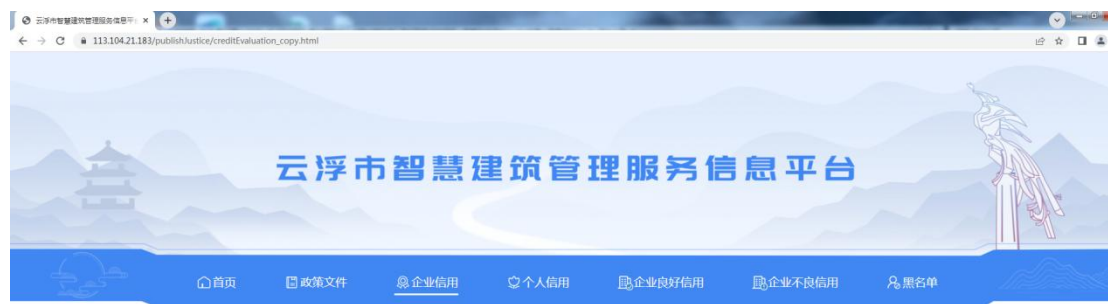 云浮市智慧建筑管理服务信息平
113.104.21.183/publishJustice/creditEvaluation_copy.html
云浮市智慧建筑管理服务信息平台
首页 政策文件 企业信用 个人信用 企业良好信用 企业不良信用 黑名单